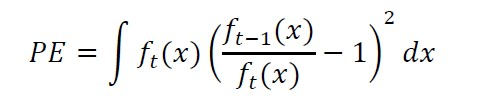 PE = ∫ f_t(x) (f_{t−1}(x) / f_t(x) − 1)^2 dx